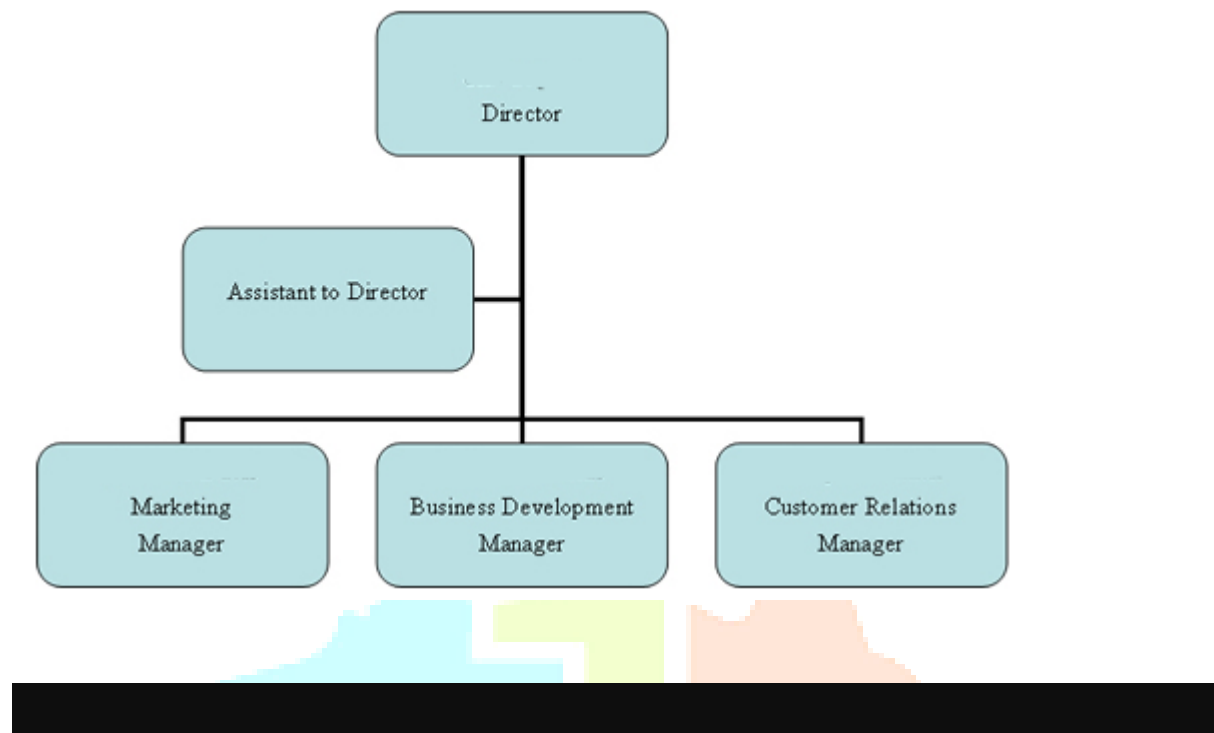 Director
Assistant to Director
Marketing
Manager
Business Development
Manager
Customer Relations
Manager